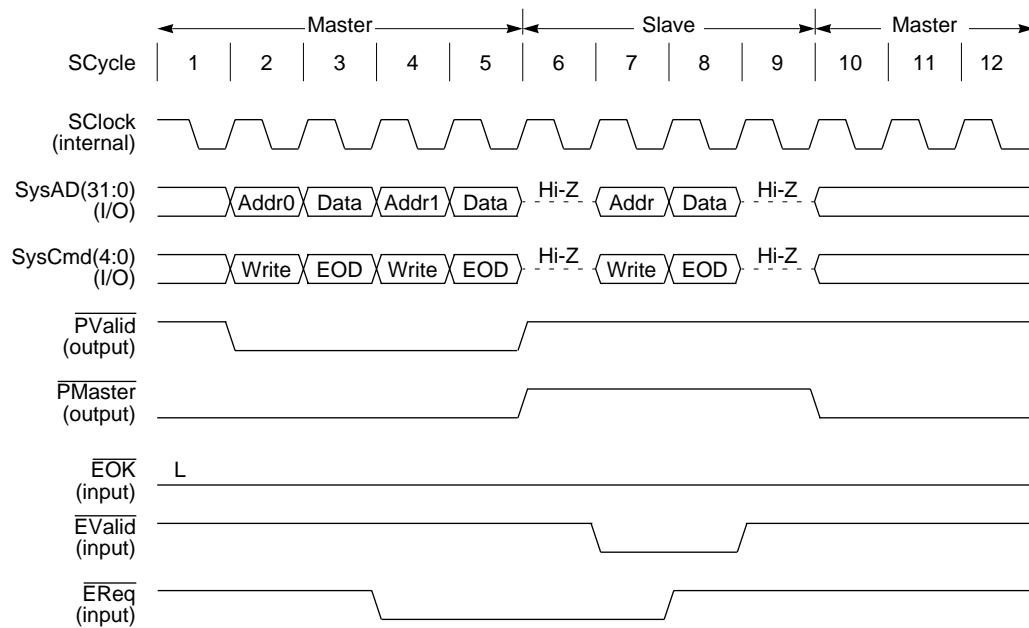 Master Slave Master
SCycle 1 2 3 4 5 6 7 8 9 10 11 12
SClock
(internal)
SysAD(31:0)
(I/O)
Addr0 Data Addr1 Data Hi-Z Addr Data Hi-Z
SysCmd(4:0)
(I/O)
Write EOD Write EOD Hi-Z Write EOD Hi-Z
PValid
(output)
PMaster
(output)
EOK
(input)
L
EValid
(input)
EReq
(input)